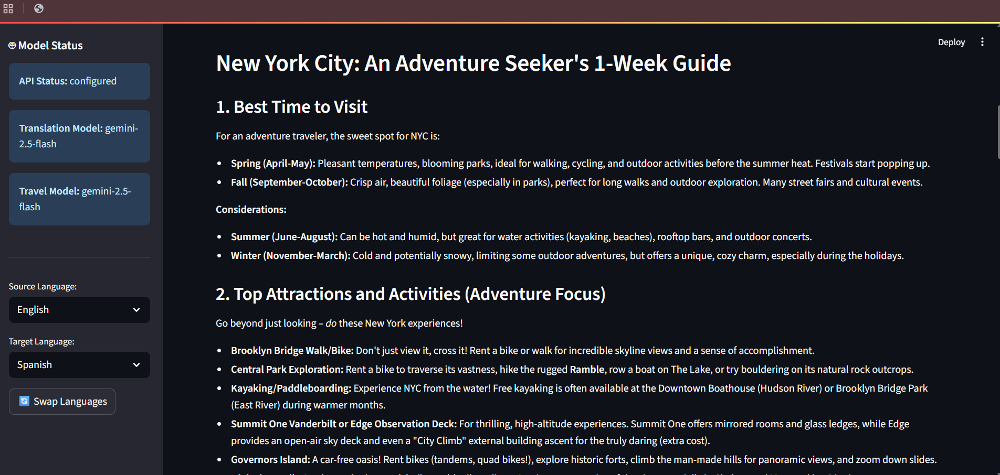 Model Status
API Status: configured
Translation Model: gemini-
2.5-flash
Travel Model: gemini-2.5-
flash
Source Language:
English
Target Language:
Spanish
Swap Languages
Deploy
New York City: An Adventure Seeker's 1-Week Guide
1. Best Time to Visit
For an adventure traveler, the sweet spot for NYC is:
Spring (April-May): Pleasant temperatures, blooming parks, ideal for walking, cycling, and outdoor activities before the summer heat. Festivals start popping up.
Fall (September-October): Crisp air, beautiful foliage (especially in parks), perfect for long walks and outdoor exploration. Many street fairs and cultural events.
Considerations:
Summer (June-August): Can be hot and humid, but great for water activities (kayaking, beaches), rooftop bars, and outdoor concerts.
Winter (November-March): Cold and potentially snowy, limiting some outdoor adventures, but offers a unique, cozy charm, especially during the holidays.
2. Top Attractions and Activities (Adventure Focus)
Go beyond just looking – do these New York experiences!
Brooklyn Bridge Walk/Bike: Don't just view it, cross it! Rent a bike or walk for incredible skyline views and a sense of accomplishment.
Central Park Exploration: Rent a bike to traverse its vastness, hike the rugged Ramble, row a boat on The Lake, or try bouldering on its natural rock outcrops.
Kayaking/Paddleboarding: Experience NYC from the water! Free kayaking is often available at the Downtown Boathouse (Hudson River) or Brooklyn Bridge Park
(East River) during warmer months.
Summit One Vanderbilt or Edge Observation Deck: For thrilling, high-altitude experiences. Summit One offers mirrored rooms and glass ledges, while Edge
provides an open-air sky deck and even a "City Climb" external building ascent for the truly daring (extra cost).
Governors Island: A car-free oasis! Rent bikes (tandems, quad bikes!), explore historic forts, climb the man-made hills for panoramic views, and zoom down slides.